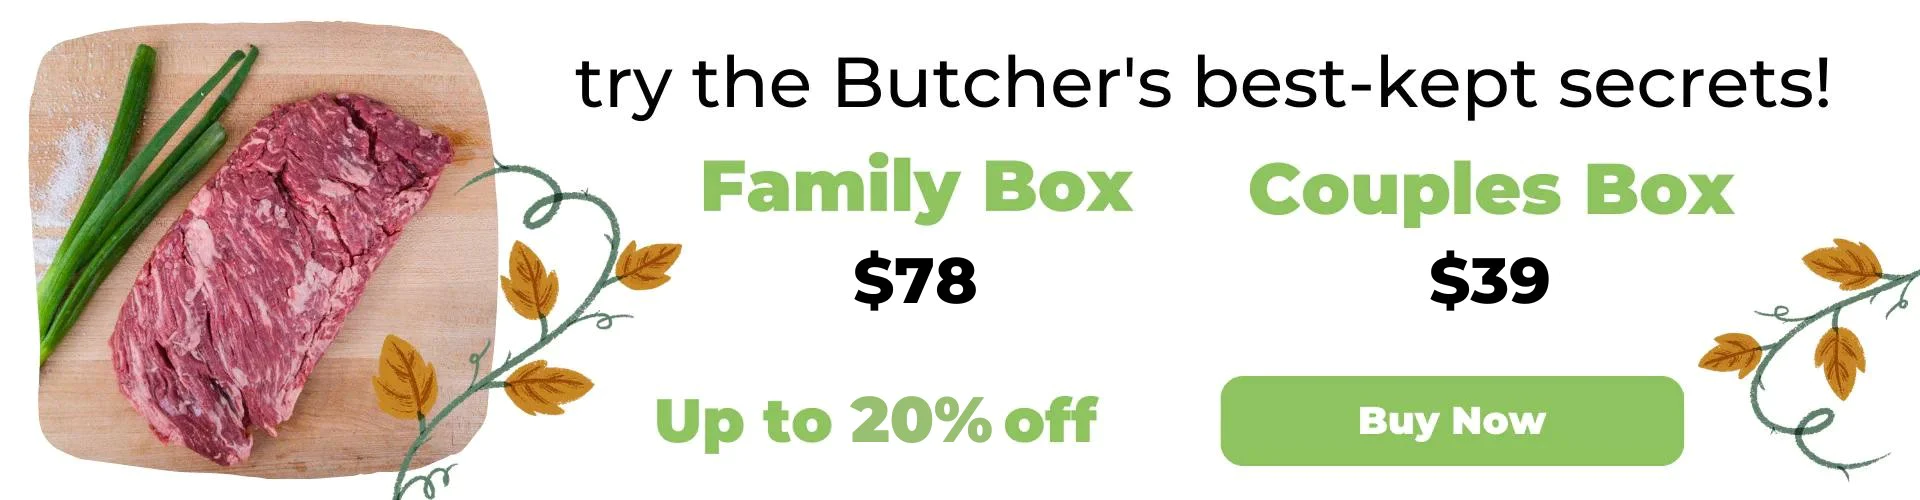 try the Butcher's best-kept secrets!
Family Box
$78
Couples Box
$39
Up to 20% off
Buy Now